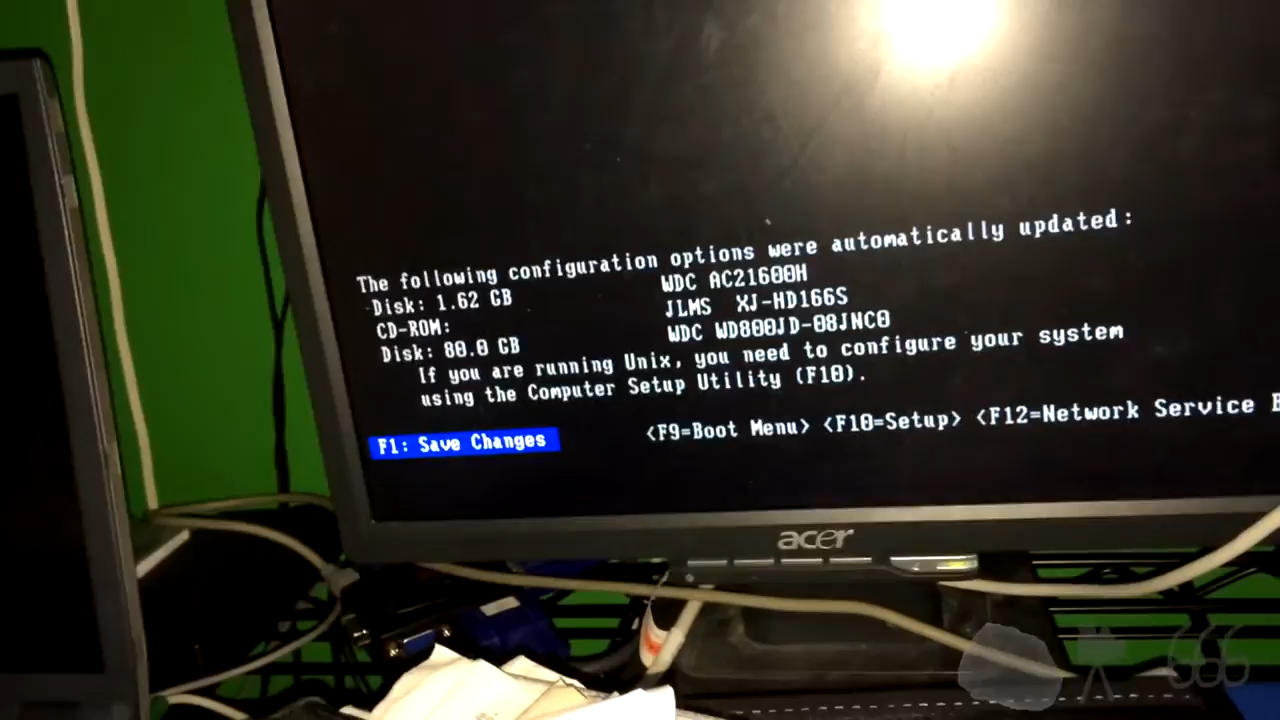 The following configuration options were automatically updated:
Disk: 1.62 GB WDC AC21600H
CD-ROM: JLMS XJ-HD166S
Disk: 80.0 GB WDC WD800JD-08JNC0
If you are running Unix, you need to configure your system
using the Computer Setup Utility (F10).
F1: Save Changes <F9=Boot Menu> <F10=Setup> <F12=Network Service
acer